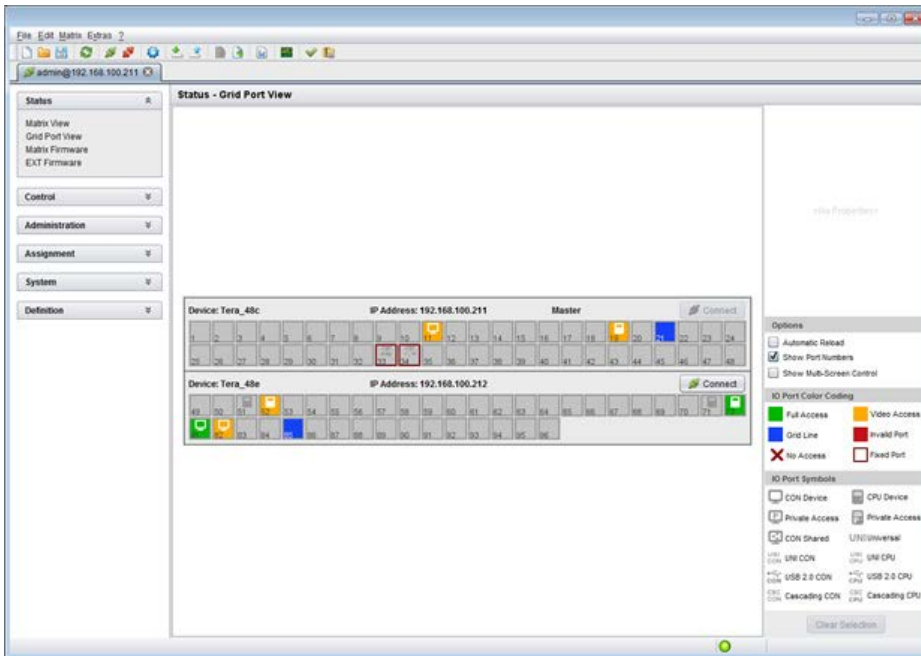 File Edit Matrix Extras ?
admin@192.168.100.211
Status
Matrix View
Grid Port View
Matrix Firmware
EXT Firmware
Control
Administration
Assignment
System
Definition
Status - Grid Port View
<No Properties>
Device: Tera_48c IP Address: 192.168.100.211 Master Connect
1 2 3 4 5 6 7 8 9 10 11 12 13 14 15 16 17 18 19 20 21 22 23 24
25 26 27 28 29 30 31 32 33 34 35 36 37 38 39 40 41 42 43 44 45 46 47 48
Device: Tera_48e IP Address: 192.168.100.212 Connect
49 50 51 52 53 54 55 56 57 58 59 60 61 62 63 64 65 66 67 68 69 70 71
82 83 84 85 86 87 88 89 90 91 92 93 94 95 96
Options
Automatic Reload
Show Port Numbers
Show Multi-Screen Control
IO Port Color Coding
Full Access Video Access
Grid Line Invalid Port
No Access Fixed Port
IO Port Symbols
CON Device CPU Device
Private Access Private Access
CON Shared UNI Universal
UNI CON UNI CON UNI CPU UNI CPU
CON USB 2.0 CON CPU USB 2.0 CPU
CSC CON Cascading CON CSC CPU Cascading CPU
Clear Selection